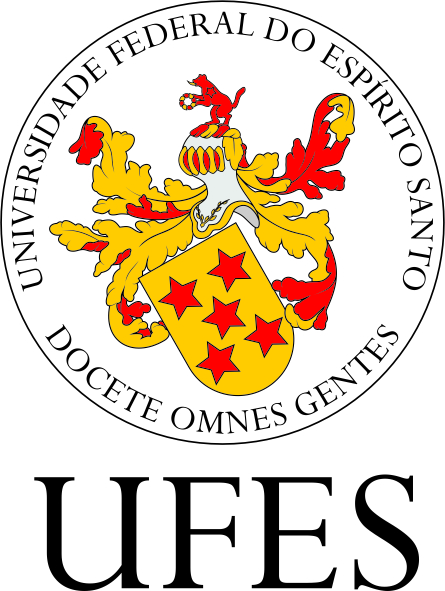 UNIVERSIDADE FEDERAL DO ESPÍRITO SANTO
DOCETE OMNES GENTES
UFES